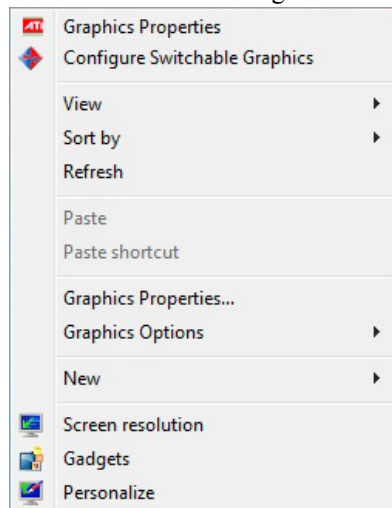 ATI
Graphics Properties
Configure Switchable Graphics
View
Sort by
Refresh
Paste
Paste shortcut
Graphics Properties...
Graphics Options
New
Screen resolution
Gadgets
Personalize